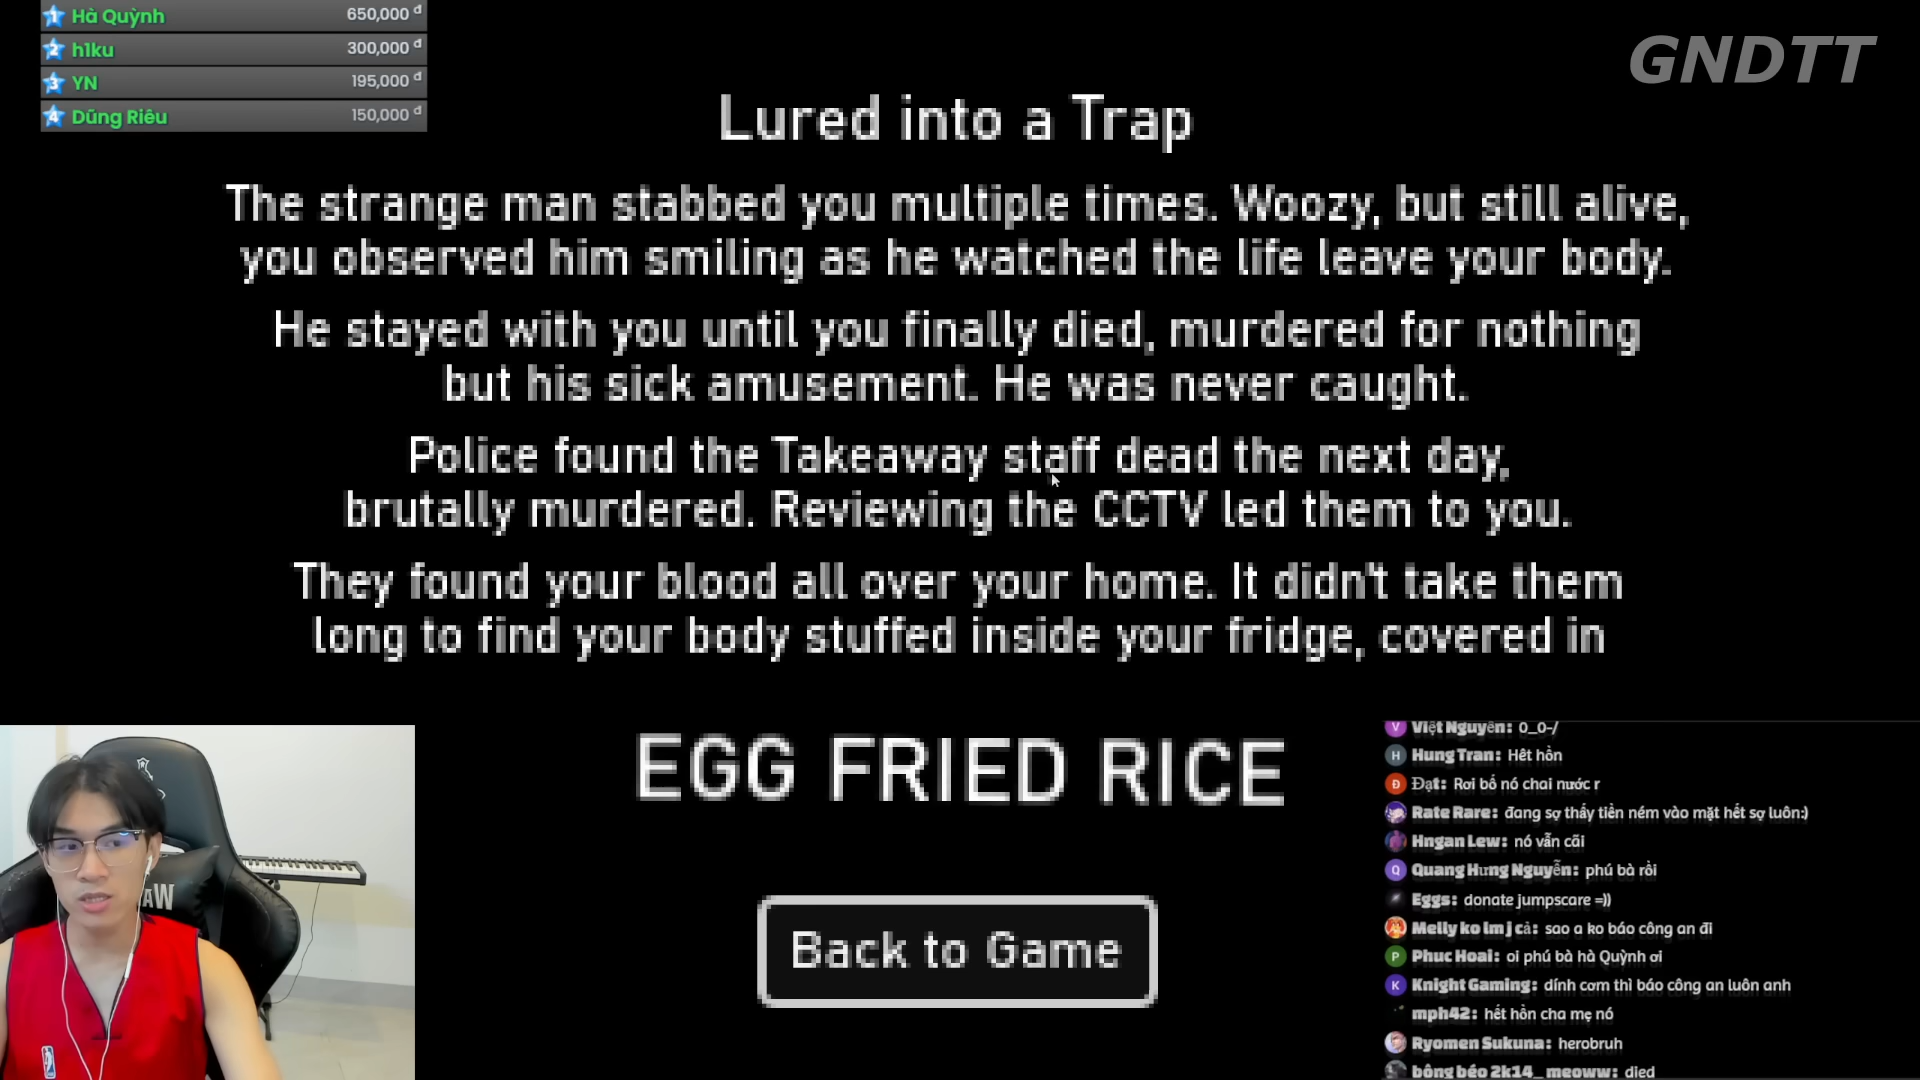 1 Hà Quỳnh 650,000 đ
2 h1ku 300,000 đ
3 YN 195,000 đ
4 Dũng Riêu 150,000 đ
GNDTT
Lured into a Trap
The strange man stabbed you multiple times. Woozy, but still alive,
you observed him smiling as he watched the life leave your body.
He stayed with you until you finally died, murdered for nothing
but his sick amusement. He was never caught.
Police found the Takeaway staff dead the next day,
brutally murdered. Reviewing the CCTV led them to you.
They found your blood all over your home. It didn't take them
long to find your body stuffed inside your fridge, covered in
EGG FRIED RICE
Back to Game
AW
V Việt Nguyên: 0_0-/
H Hung Tran: Hêt hồn
Đ Đạt: Rơi bố nó chai nước r
Rate Rare: đang sợ thấy tiền ném vào mặt hết sợ luôn:)
Hngan Lew: nó vẫn cãi
Q Quang Hưng Nguyễn: phú bà rồi
Eggs: donate jumpscare =))
Melly ko lm j cả: sao a ko báo công an đi
P Phuc Hoai: oi phú bà hà Quỳnh ơi
K Knight Gaming: dính cơm thì báo công an luôn anh
mph42: hết hồn cha mẹ nó
Ryomen Sukuna: herobruh
bông béo 2k14_meoww: died